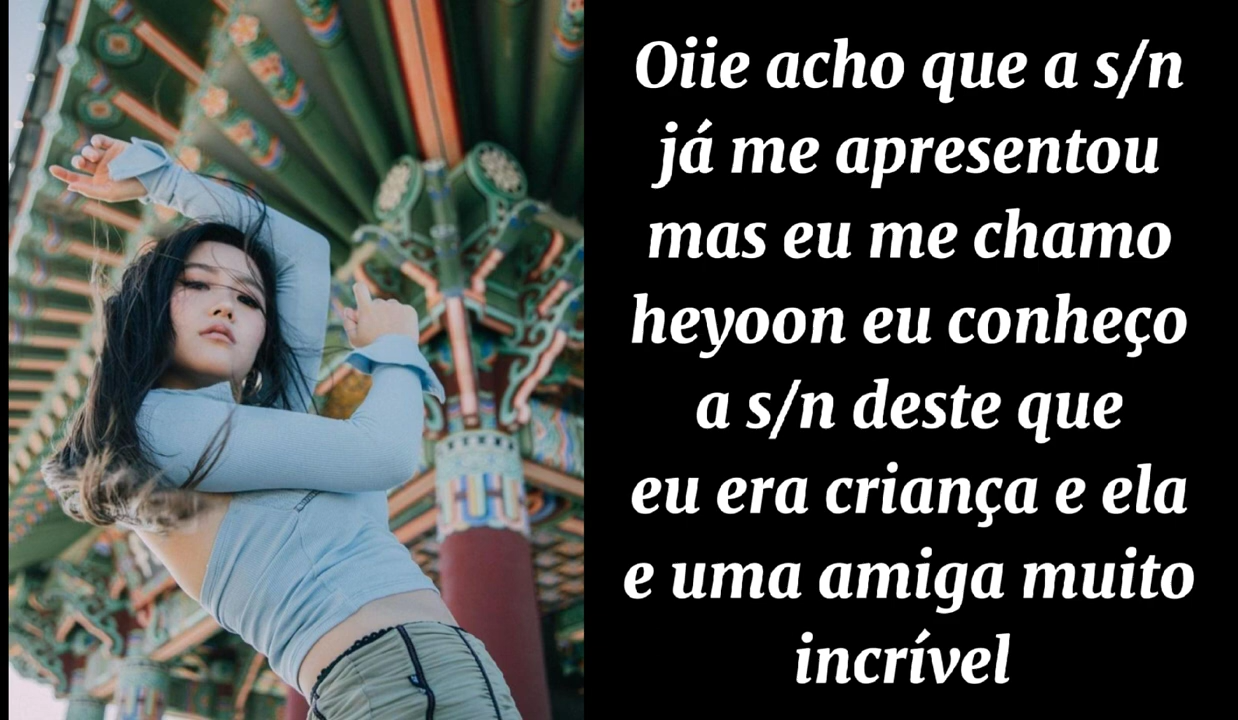 Oiie acho que a s/n
já me apresentou
mas eu me chamo
heyoon eu conheço
a s/n deste que
eu era criança e ela
e uma amiga muito
incrível